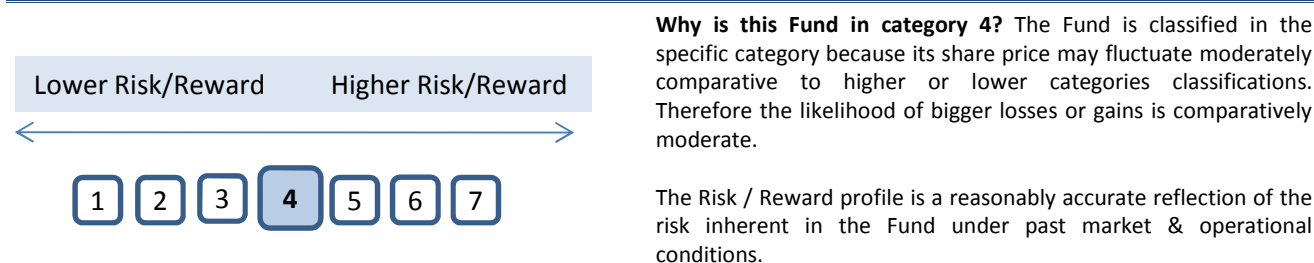 Lower Risk/Reward Higher Risk/Reward
1 2 3 4 5 6 7
Why is this Fund in category 4? The Fund is classified in the
specific category because its share price may fluctuate moderately
comparative to higher or lower categories classifications.
Therefore the likelihood of bigger losses or gains is comparatively
moderate.
The Risk / Reward profile is a reasonably accurate reflection of the
risk inherent in the Fund under past market & operational
conditions.